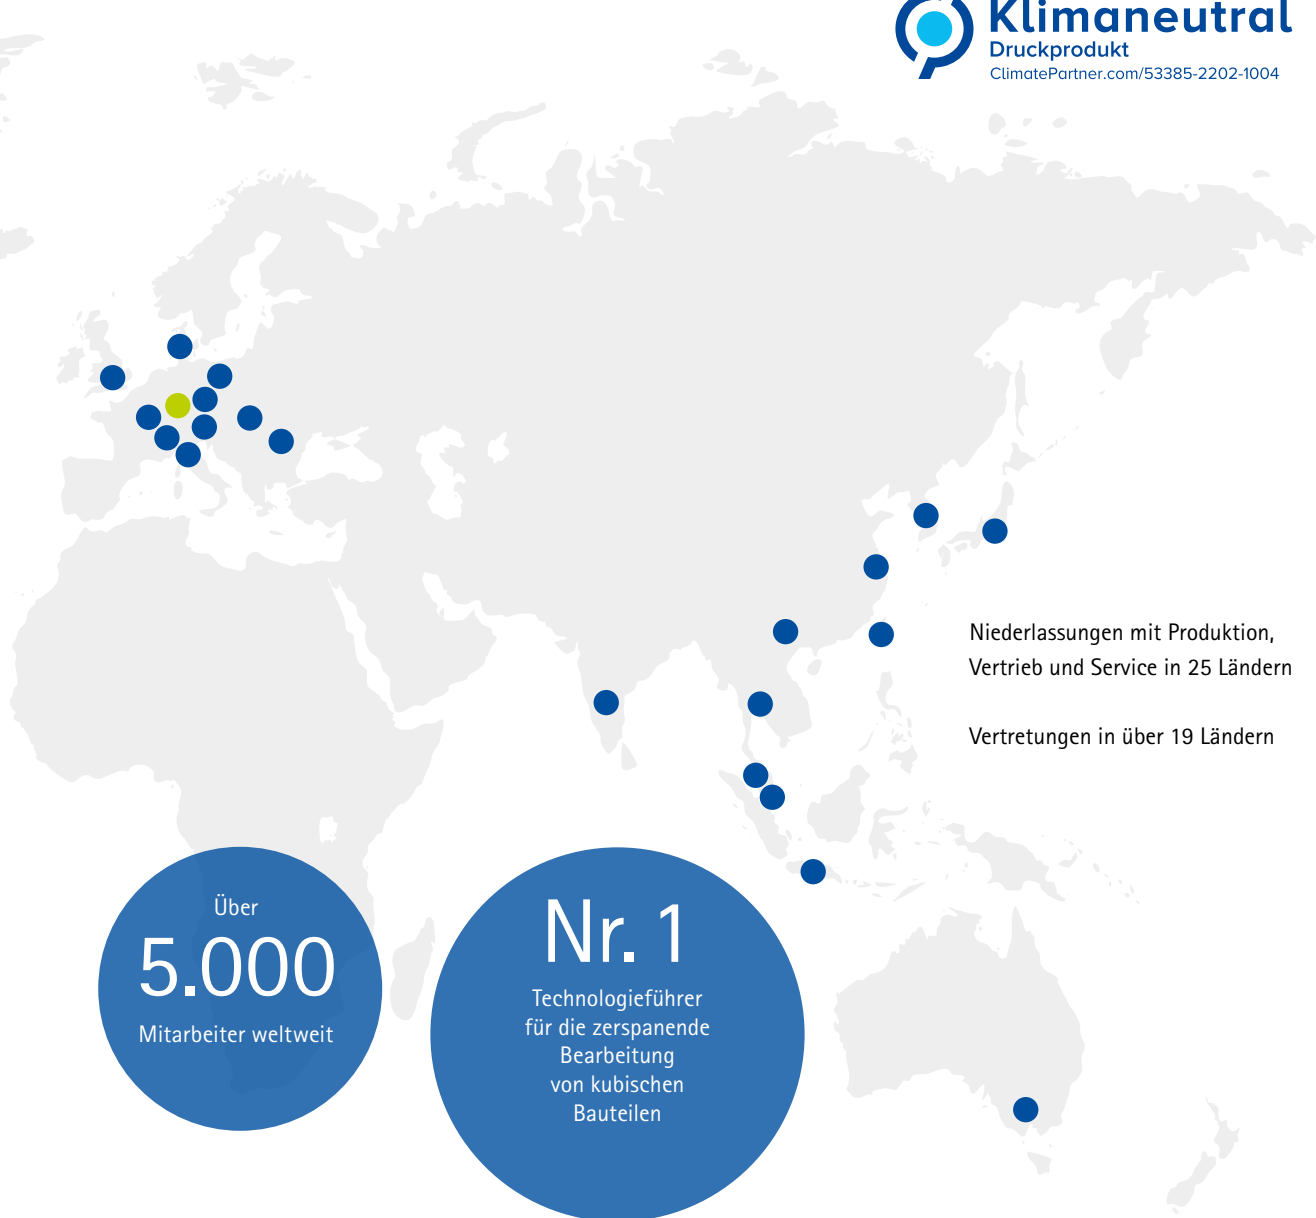 Klimaneutral
Druckprodukt
ClimatePartner.com/53385-2202-1004
Niederlassungen mit Produktion,
Vertrieb und Service in 25 Ländern
Vertretungen in über 19 Ländern
Über
5.000
Mitarbeiter weltweit
Nr. 1
Technologieführer
für die zerspanende
Bearbeitung
von kubischen
Bauteilen